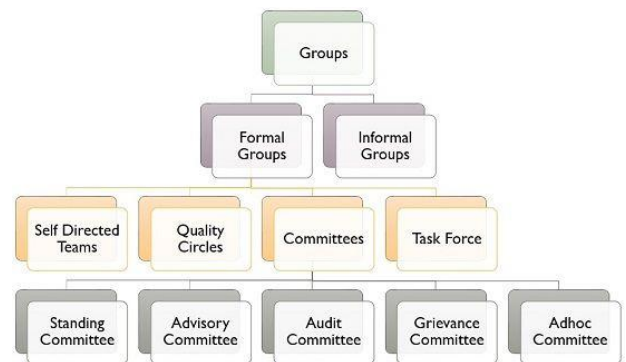 Groups
Formal
Groups
Informal
Groups
Self Directed
Teams
Quality
Circles
Committees
Task Force
Standing
Committee
Advisory
Committee
Audit
Committee
Grievance
Committee
Adhoc
Committee